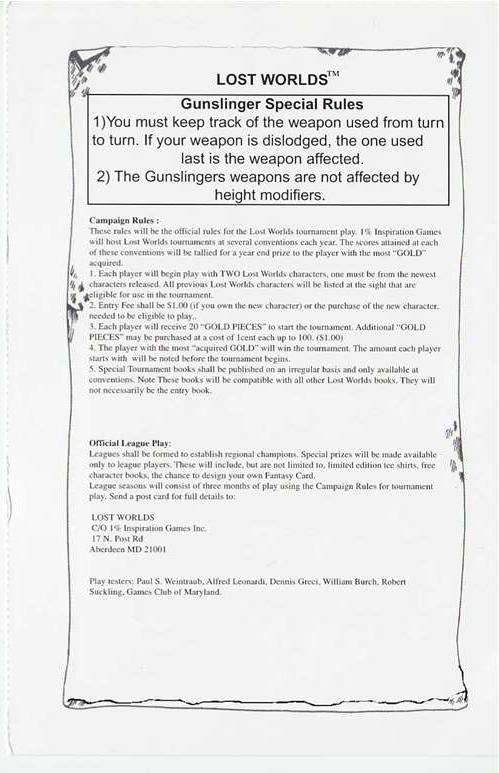 LOST WORLDS™
Gunslinger Special Rules
1)You must keep track of the weapon used from turn
to turn. If your weapon is dislodged, the one used
last is the weapon affected.
2) The Gunslingers weapons are not affected by
height modifiers.
Campaign Rules :
These rules will be the official rules for the Lost Worlds tournament play. 1% Inspiration Games
will host Lost Worlds tournaments at several conventions each year. The scores attained at each
of these conventions will be tallied for a year end prize to the player with the most "GOLD"
acquired.
1. Each player will begin play with TWO Lost Worlds characters, one must be from the newest
characters released. All previous Lost Worlds characters will be listed at the sight that are
eligible for use in the tournament.
2. Entry Fee shall be $1.00 (if you own the new character) or the purchase of the new character,
needed to be eligible to play..
3. Each player will receive 20 "GOLD PIECES" to start the tournament. Additional "GOLD
PIECES" may be purchased at a cost of 1cent each up to 100. ($1.00)
4. The player with the most "acquired GOLD" will win the tournament. The amount each player
starts with will be noted before the tournament begins.
5. Special Tournament books shall be published on an irregular basis and only available at
conventions. Note These books will be compatible with all other Lost Worlds books. They will
not necessarily be the entry book.
Official League Play:
Leagues shall be formed to establish regional champions. Special prizes will be made available
only to league players. These will include, but are not limited to, limited edition tee shirts, free
character books, the chance to design your own Fantasy Card.
League seasons will consist of three months of play using the Campaign Rules for tournament
play. Send a post card for full details to:
LOST WORLDS
C/O 1% Inspiration Games Inc.
17 N. Post Rd
Aberdeen MD 21001
Play testers: Paul S. Weintraub, Alfred Leonardi, Dennis Greci, William Burch, Robert
Suckling, Games Club of Maryland.